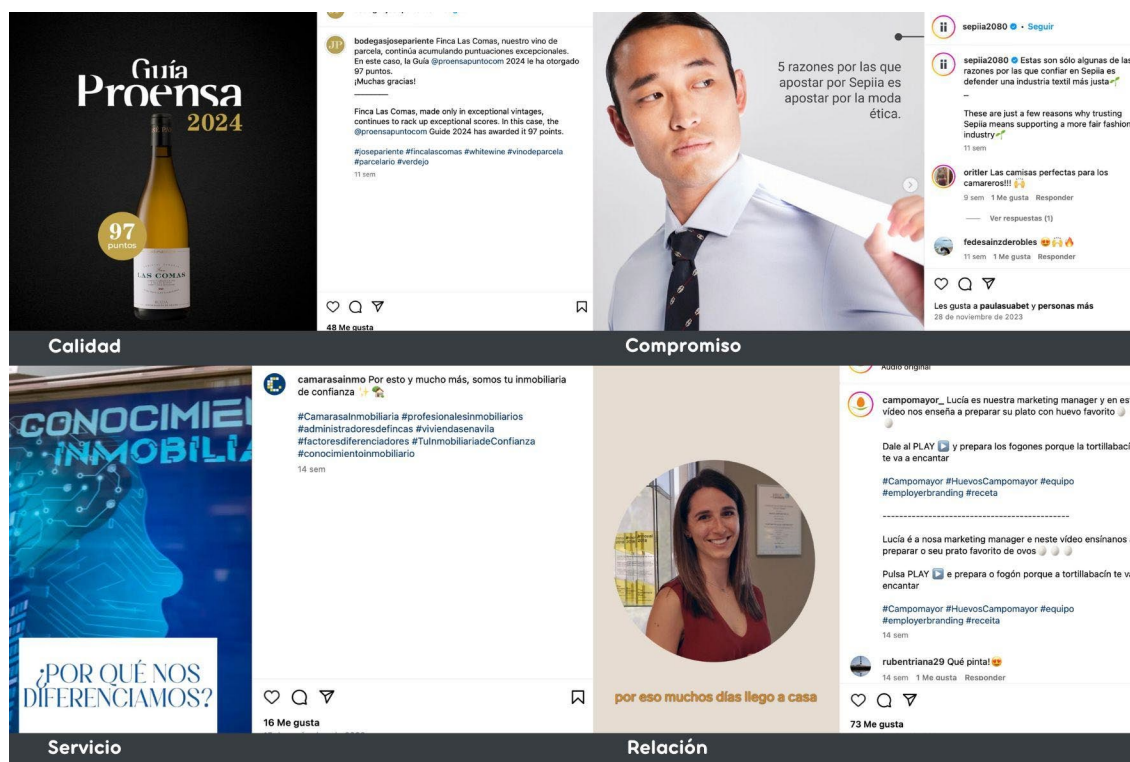 Guía
Proensa
2024
97
puntos
LAS COMAS
JP
bodegasjosepariente Finca Las Comas, nuestro vino de
parcela, continúa acumulando puntuaciones excepcionales.
En este caso, la Guía @proensapuntocom 2024 le ha otorgado
97 puntos.
¡Muchas gracias!
Finca Las Comas, made only in exceptional vintages,
continues to rack up exceptional scores. In this case, the
@proensapuntocom Guide 2024 has awarded it 97 points.
#josepariente #fincalascomas #whitewine #vinodeparcela
#parcelario #verdejo
11 sem
48 Me gusta
Calidad
5 razones por las que
apostar por Sepiia es
apostar por la moda
ética.
sepiia2080 • Seguir
sepiia2080 Estas son sólo algunas de las
razones por las que confiar en Sepiia es
defender una industria textil más justa🌱
–
These are just a few reasons why trusting
Sepiia means supporting a more fair fashion
industry🌱
11 sem
oritler Las camisas perfectas para los
camareros!!! 🙌
9 sem 1 Me gusta Responder
Ver respuestas (1)
fedesainzderobles 😍🙌🔥
11 sem 1 Me gusta Responder
Les gusta a paulasuabet y personas más
28 de noviembre de 2023
Compromiso
CONOCIMIE
INMOBILIA
¿POR QUÉ NOS
DIFERENCIAMOS?
camarasainmo Por esto y mucho más, somos tu inmobiliaria
de confianza ✨ 🏡
#CamarasaInmobiliaria #profesionalesinmobiliarios
#administradoresdefincas #viviendasenavila
#factoresdiferenciadores #TuInmobiliariadeConfianza
#conocimientoinmobiliario
14 sem
16 Me gusta
Servicio
por eso muchos días llego a casa
Audio original
campomayor_ Lucía es nuestra marketing manager y en est
vídeo nos enseña a preparar su plato con huevo favorito 🥚
🥚
Dale al PLAY ▶️ y prepara los fogones porque la tortillabací
te va a encantar
#Campomayor #HuevosCampomayor #equipo
#employerbranding #receta
---------------------------------------------
Lucía é a nosa marketing manager e neste vídeo ensínanos
preparar o seu prato favorito de ovos 🥚 🥚 🥚
Pulsa PLAY ▶️ e prepara o fogón porque a tortillabacín te va
encantar
#Campomayor #HuevosCampomayor #equipo
#employerbranding #receita
14 sem
rubentriana29 Qué pinta!😍
14 sem 1 Me gusta Responder
73 Me gusta
Relación